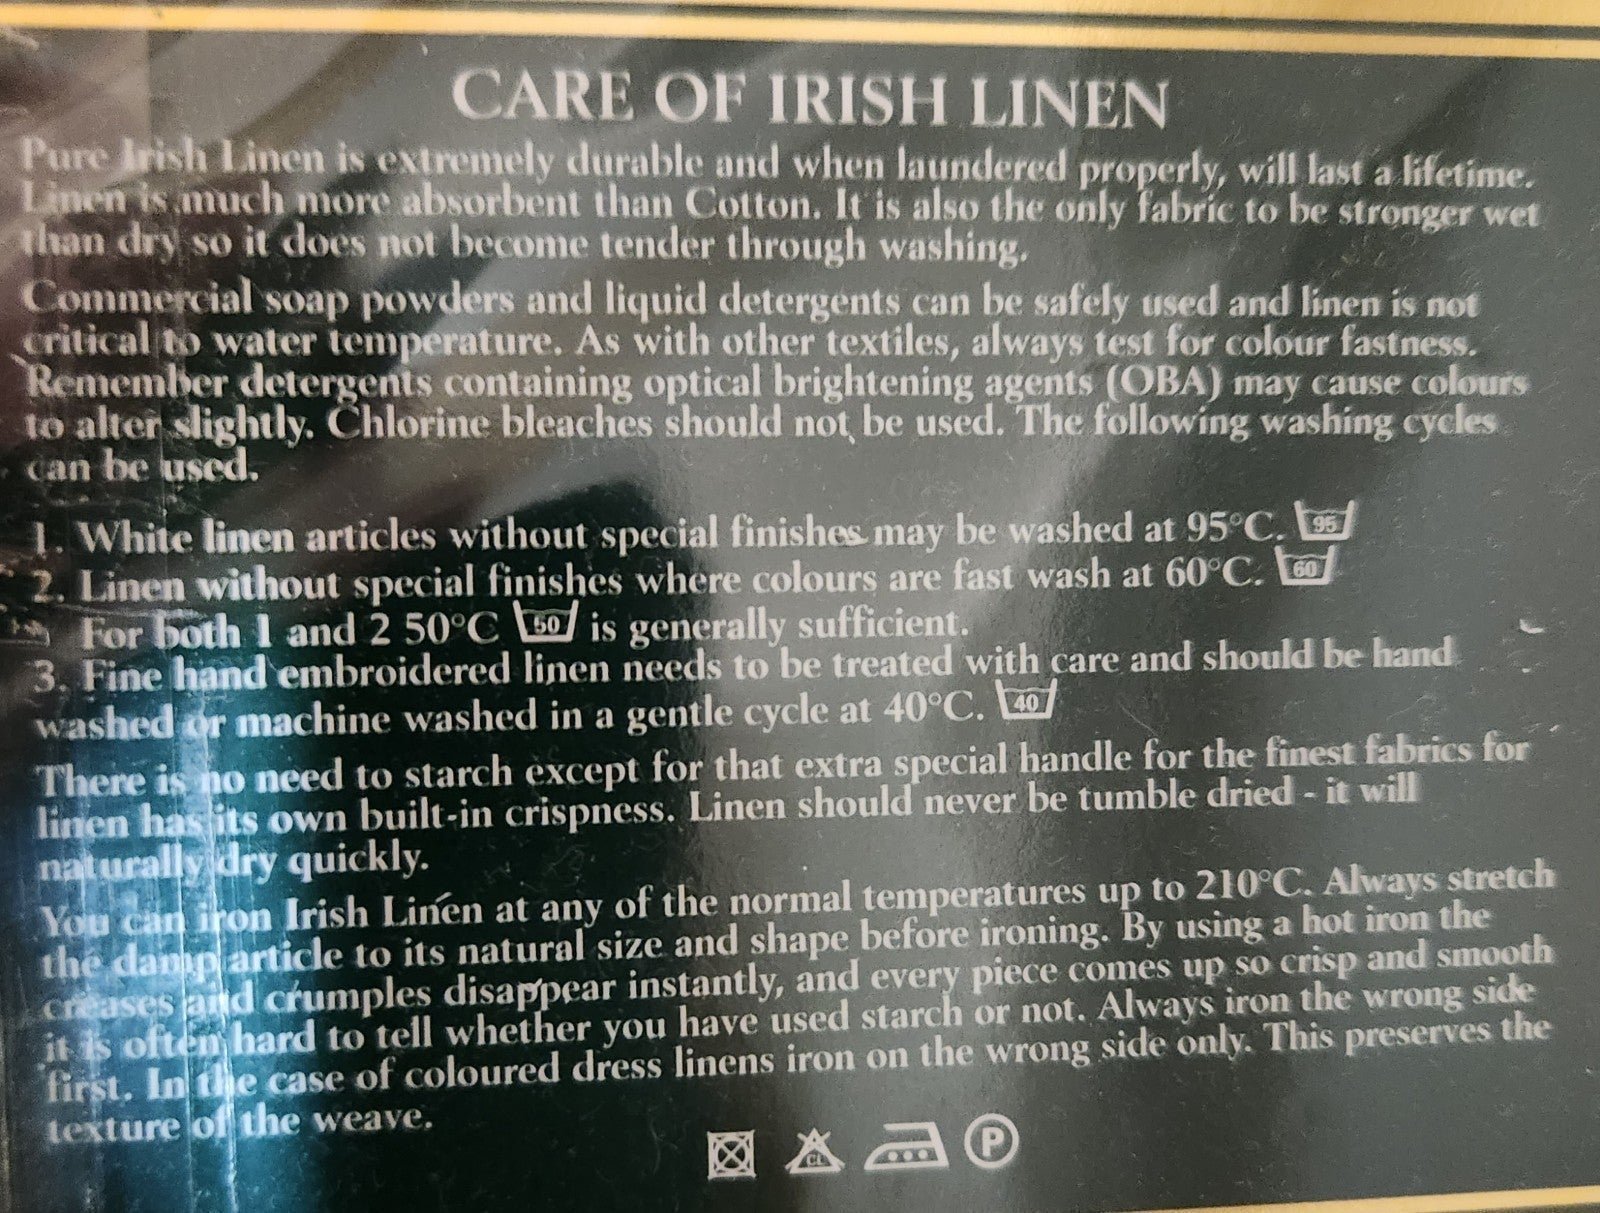 CARE OF IRISH LINEN
Pure Irish Linen is extremely durable and when laundered properly, will last a lifetime.
Linen is much more absorbent than Cotton. It is also the only fabric to be stronger wet
than dry so it does not become tender through washing.
Commercial soap powders and liquid detergents can be safely used and linen is not
critical to water temperature. As with other textiles, always test for colour fastness.
Remember detergents containing optical brightening agents (OBA) may cause colours
to alter slightly. Chlorine bleaches should not be used. The following washing cycles
can be used.
1. White linen articles without special finishes may be washed at 95°C. 95
2. Linen without special finishes where colours are fast wash at 60°C. 60
For both 1 and 2 50°C 50 is generally sufficient.
3. Fine hand embroidered linen needs to be treated with care and should be hand
washed or machine washed in a gentle cycle at 40°C. 40
There is no need to starch except for that extra special handle for the finest fabrics for
linen has its own built-in crispness. Linen should never be tumble dried - it will
naturally dry quickly.
You can iron Irish Linen at any of the normal temperatures up to 210°C. Always stretch
the damp article to its natural size and shape before ironing. By using a hot iron the
creases and crumples disappear instantly, and every piece comes up so crisp and smooth
it is often hard to tell whether you have used starch or not. Always iron the wrong side
first. In the case of coloured dress linens iron on the wrong side only. This preserves the
texture of the weave.
CL P